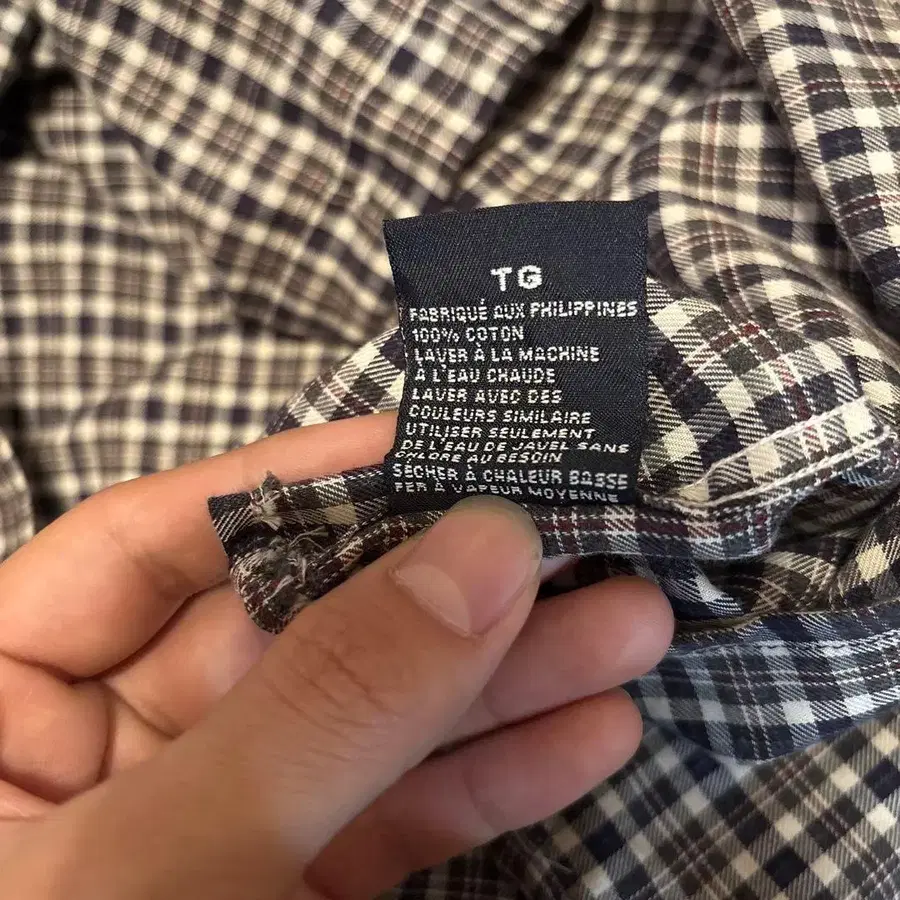 TG
FABRIQUÉ AUX PHILIPPINES
100% COTON
LAVER À LA MACHINE
À L'EAU CHAUDE
LAVER AVEC DES
COULEURS SIMILAIRE
UTILISER SEULEMENT
DE L'EAU DE JAVEL SANS
CHLORE AU BESOIN
SÉCHER À CHALEUR BASSE
FER À VAPEUR MOYENNE